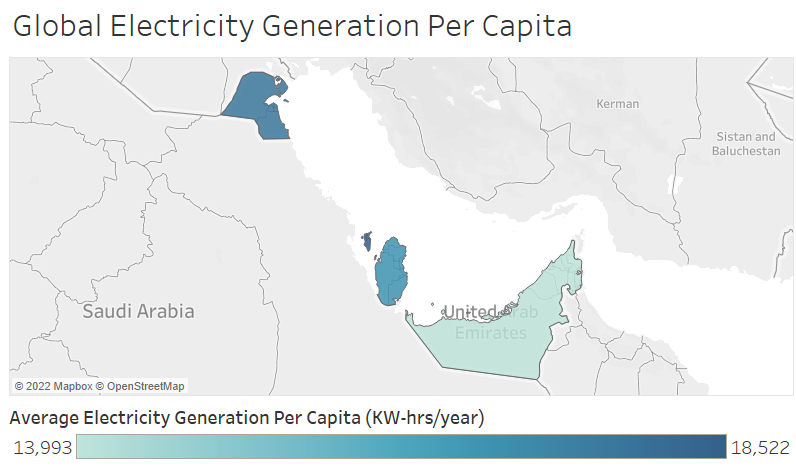 Global Electricity Generation Per Capita
Kerman
Sistan and
Baluchestan
Saudi Arabia
United Arab
Emirates
© 2022 Mapbox © OpenStreetMap
Average Electricity Generation Per Capita (KW-hrs/year)
13,993 18,522